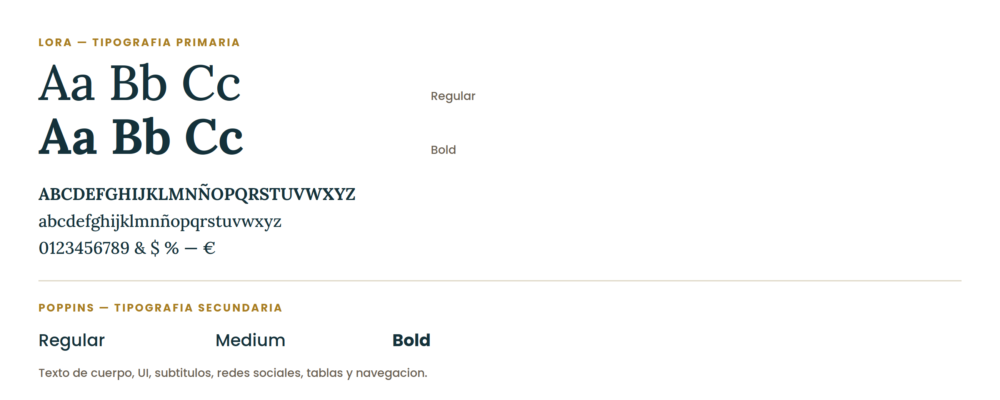 LORA — TIPOGRAFIA PRIMARIA
Aa Bb Cc
Regular
Aa Bb Cc
Bold
ABCDEFGHIJKLMNÑOPQRSTUVWXYZ
abcdefghijklmnñopqrstuvwxyz
0123456789 & $ % — €
POPPINS — TIPOGRAFIA SECUNDARIA
Regular Medium Bold
Texto de cuerpo, UI, subtitulos, redes sociales, tablas y navegacion.